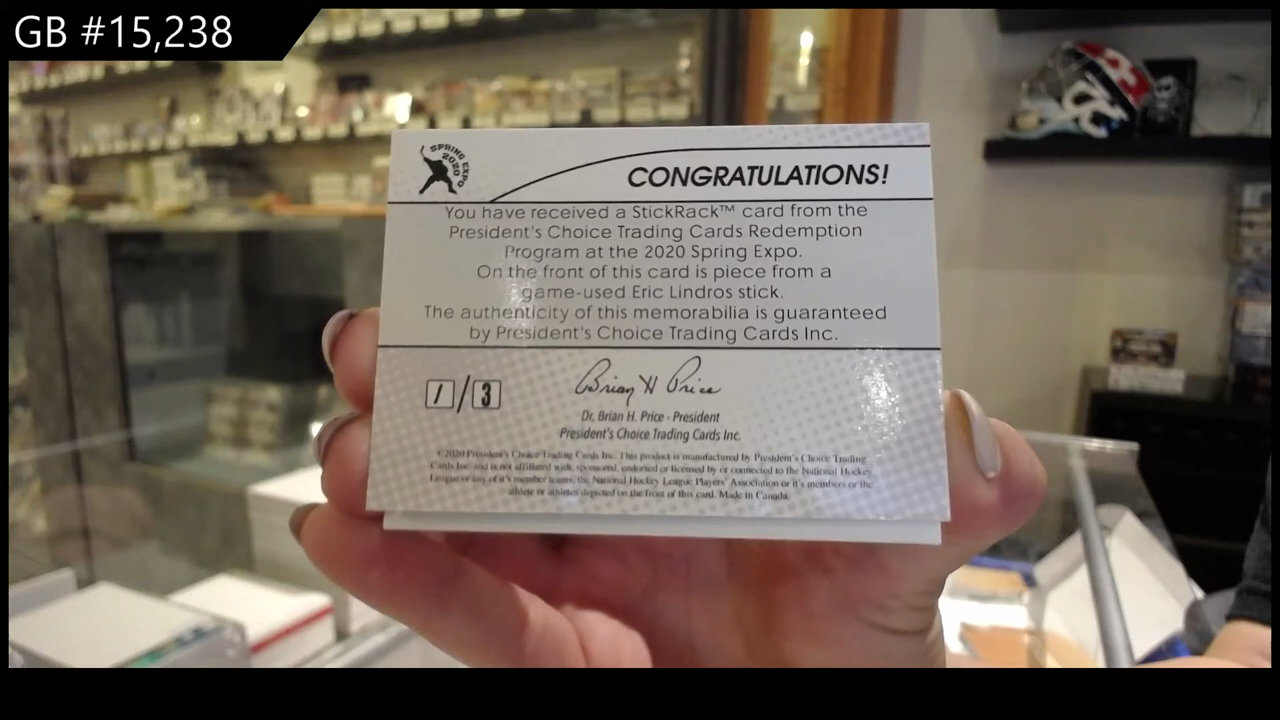 GB #15,238
SPRING EXPO
2020
CONGRATULATIONS!
You have received a StickRack™ card from the
President's Choice Trading Cards Redemption
Program at the 2020 Spring Expo.
On the front of this card is piece from a
game-used Eric Lindros stick.
The authenticity of this memorabilia is guaranteed
by President's Choice Trading Cards Inc.
1/3
Brian H Price
Dr. Brian H. Price - President
President's Choice Trading Cards Inc.
©2020 President's Choice Trading Cards Inc. This product is manufactured by President's Choice Trading
Cards Inc. and is not affiliated with, sponsored, endorsed or licensed by or connected to the National Hockey
League or any of it's member teams, the National Hockey League Players' Association or it's members or the
athlete or athletes depicted on the front of this card. Made in Canada.